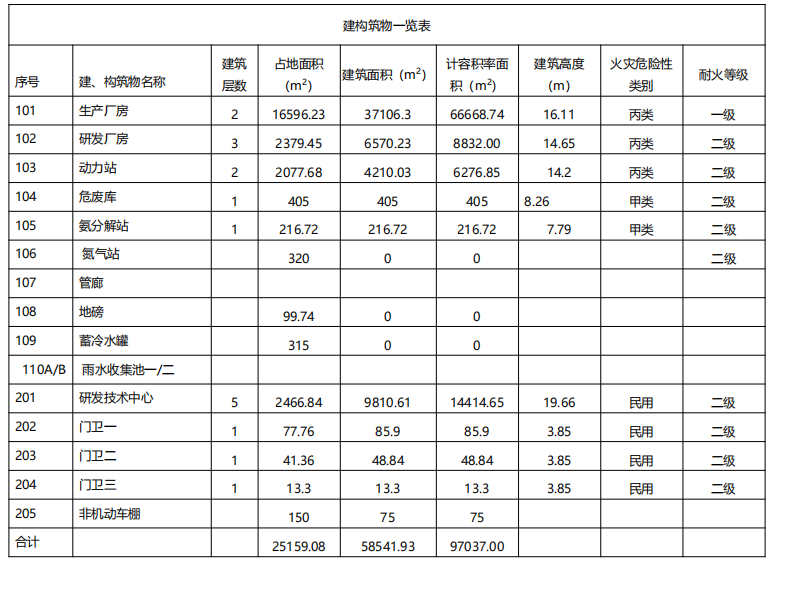 建构筑物一览表
序号 建、构筑物名称 建筑层数 占地面积（m²） 建筑面积（m²） 计容积率面积（m²） 建筑高度（m） 火灾危险性类别 耐火等级
101 生产厂房 2 16596.23 37106.3 66668.74 16.11 丙类 一级
102 研发厂房 3 2379.45 6570.23 8832.00 14.65 丙类 二级
103 动力站 2 2077.68 4210.03 6276.85 14.2 丙类 二级
104 危废库 1 405 405 405 8.26 甲类 二级
105 氨分解站 1 216.72 216.72 216.72 7.79 甲类 二级
106 氮气站 320 0 0 二级
107 管廊
108 地磅 99.74 0 0
109 蓄冷水罐 315 0 0
110A/B 雨水收集池一/二
201 研发技术中心 5 2466.84 9810.61 14414.65 19.66 民用 二级
202 门卫一 1 77.76 85.9 85.9 3.85 民用 二级
203 门卫二 1 41.36 48.84 48.84 3.85 民用 二级
204 门卫三 1 13.3 13.3 13.3 3.85 民用 二级
205 非机动车棚 150 75 75
合计 25159.08 58541.93 97037.00